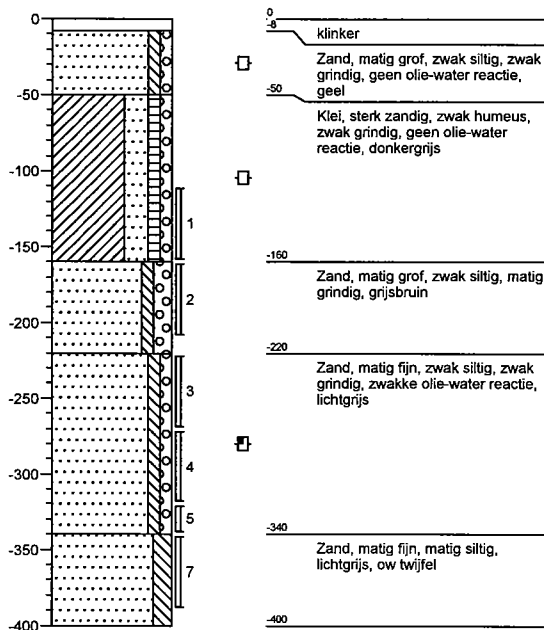 0
-50
-100
-150
-200
-250
-300
-350
-400
1
2
3
4
5
7
0
-8
klinker
Zand, matig grof, zwak siltig, zwak
grindig, geen olie-water reactie,
geel
-50
Klei, sterk zandig, zwak humeus,
zwak grindig, geen olie-water
reactie, donkergrijs
-160
Zand, matig grof, zwak siltig, matig
grindig, grijsbruin
-220
Zand, matig fijn, zwak siltig, zwak
grindig, zwakke olie-water reactie,
lichtgrijs
-340
Zand, matig fijn, matig siltig,
lichtgrijs, ow twijfel
-400